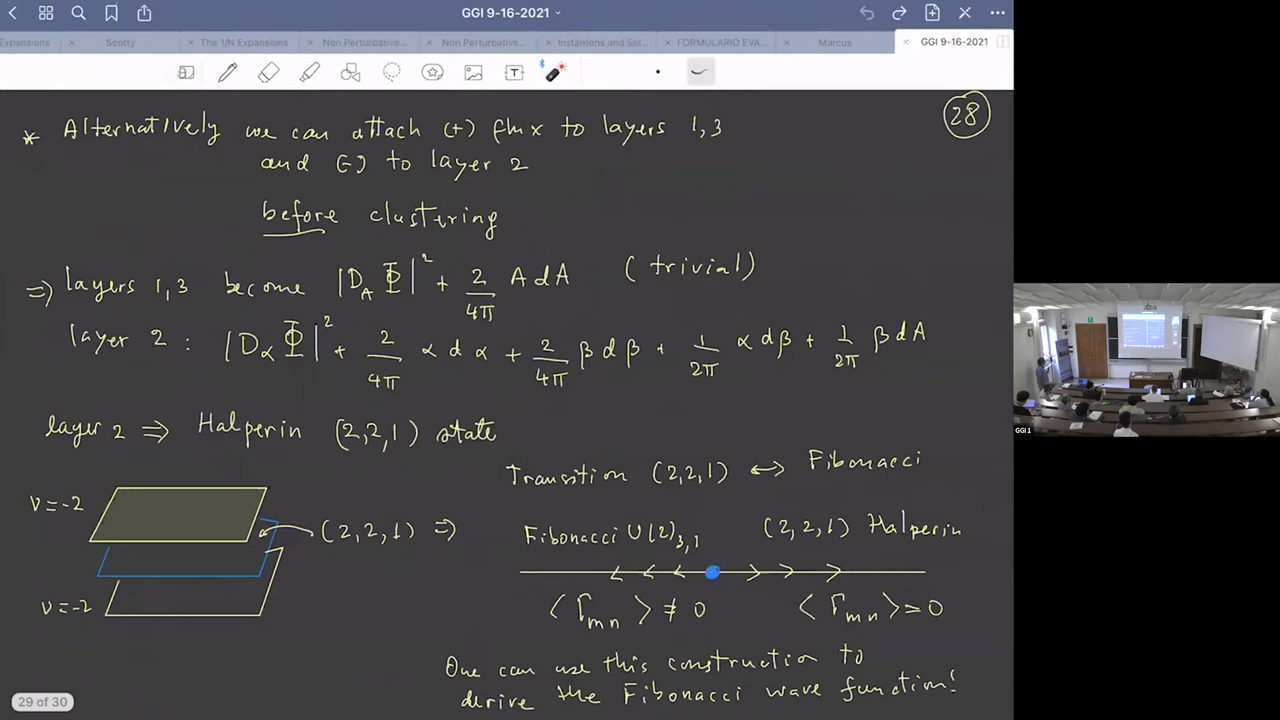 GGI 9-16-2021
Expansions
Scotty
The 1/N Expansions
Non Perturbative...
Non Perturbative...
Instantons and Sol...
FORMULARIO EVA...
Marcus
GGI 9-16-2021
28
* Alternatively we can attach (+) flux to layers 1,3
and (-) to layer 2
before clustering
⇒ layers 1,3 become |D_A Φ|² + 2/4π A d A (trivial)
layer 2 : |D_α Φ|² + 2/4π α d α + 2/4π β d β + 1/2π α d β + 1/2π β d A
layer 2 ⇒ Halperin (2,2,1) state
Transition (2,2,1) ↔ Fibonacci
ν = -2
(2,2,1) ⇒
Fibonacci U(2)_{3,1}
(2,2,1) Halperin
ν = -2
⟨Γ_mn⟩ ≠ 0
⟨Γ_mn⟩ = 0
One can use this construction to
derive the Fibonacci wave function!
29 of 30
GGI 1